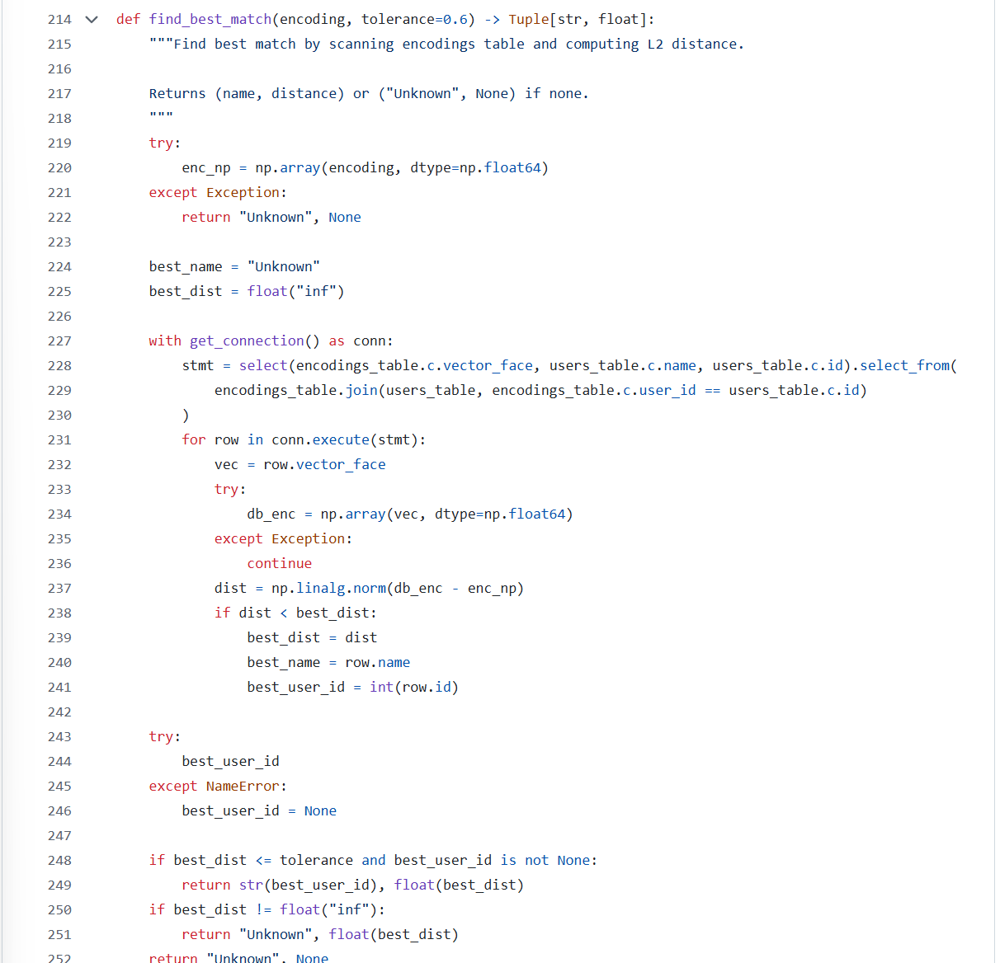 214 def find_best_match(encoding, tolerance=0.6) -> Tuple[str, float]:
215     """Find best match by scanning encodings table and computing L2 distance.
216
217     Returns (name, distance) or ("Unknown", None) if none.
218     """
219     try:
220         enc_np = np.array(encoding, dtype=np.float64)
221     except Exception:
222         return "Unknown", None
223
224     best_name = "Unknown"
225     best_dist = float("inf")
226
227     with get_connection() as conn:
228         stmt = select(encodings_table.c.vector_face, users_table.c.name, users_table.c.id).select_from(
229             encodings_table.join(users_table, encodings_table.c.user_id == users_table.c.id)
230         )
231         for row in conn.execute(stmt):
232             vec = row.vector_face
233             try:
234                 db_enc = np.array(vec, dtype=np.float64)
235             except Exception:
236                 continue
237             dist = np.linalg.norm(db_enc - enc_np)
238             if dist < best_dist:
239                 best_dist = dist
240                 best_name = row.name
241                 best_user_id = int(row.id)
242
243     try:
244         best_user_id
245     except NameError:
246         best_user_id = None
247
248     if best_dist <= tolerance and best_user_id is not None:
249         return str(best_user_id), float(best_dist)
250     if best_dist != float("inf"):
251         return "Unknown", float(best_dist)
252     return "Unknown", None